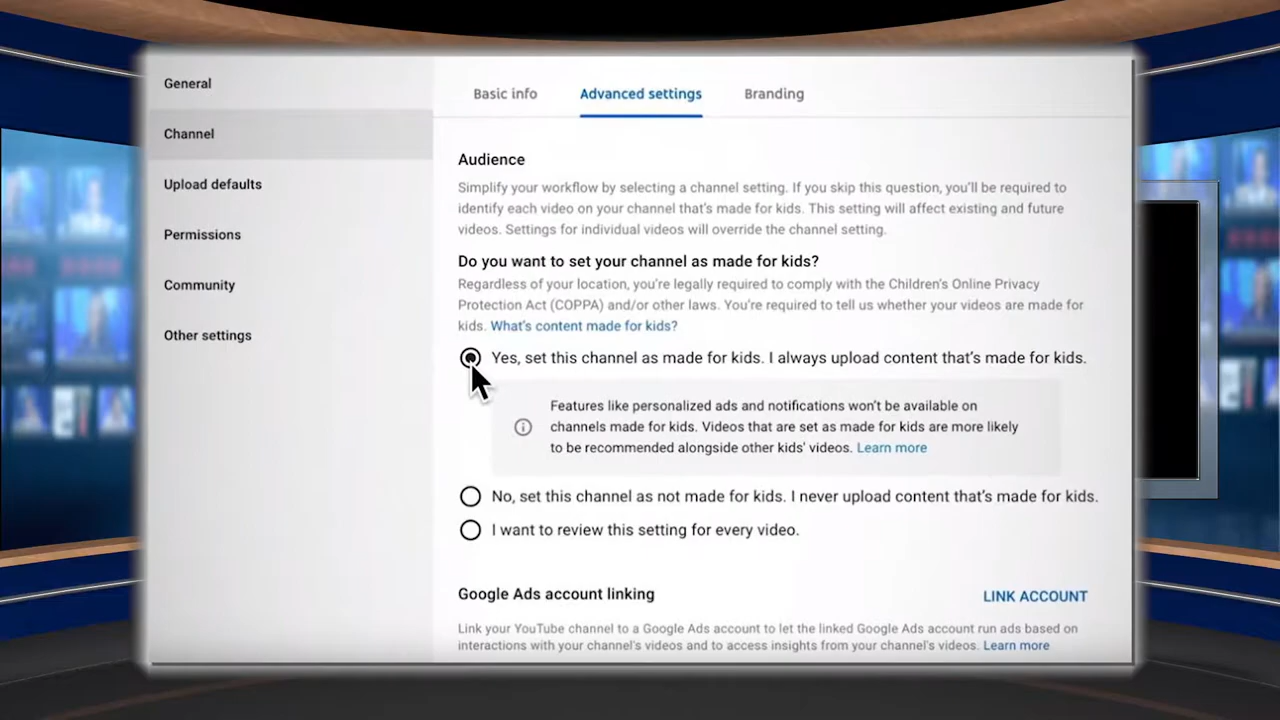 General
Channel
Upload defaults
Permissions
Community
Other settings
Basic info
Advanced settings
Branding
Audience
Simplify your workflow by selecting a channel setting. If you skip this question, you'll be required to
identify each video on your channel that's made for kids. This setting will affect existing and future
videos. Settings for individual videos will override the channel setting.
Do you want to set your channel as made for kids?
Regardless of your location, you're legally required to comply with the Children's Online Privacy
Protection Act (COPPA) and/or other laws. You're required to tell us whether your videos are made for
kids. What's content made for kids?
Yes, set this channel as made for kids. I always upload content that's made for kids.
Features like personalized ads and notifications won't be available on
channels made for kids. Videos that are set as made for kids are more likely
to be recommended alongside other kids' videos. Learn more
No, set this channel as not made for kids. I never upload content that's made for kids.
I want to review this setting for every video.
Google Ads account linking
LINK ACCOUNT
Link your YouTube channel to a Google Ads account to let the linked Google Ads account run ads based on
interactions with your channel's videos and to access insights from your channel's videos. Learn more